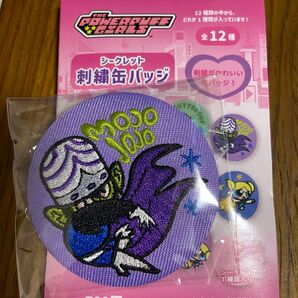 THE
POWERPUFF
GIRLS
12 種類の中から、
どれか1種類が入っています!
全12種
シークレット
刺繍缶バッジ
刺繍がかわいい
缶バッジ!
MOJO
JOJO